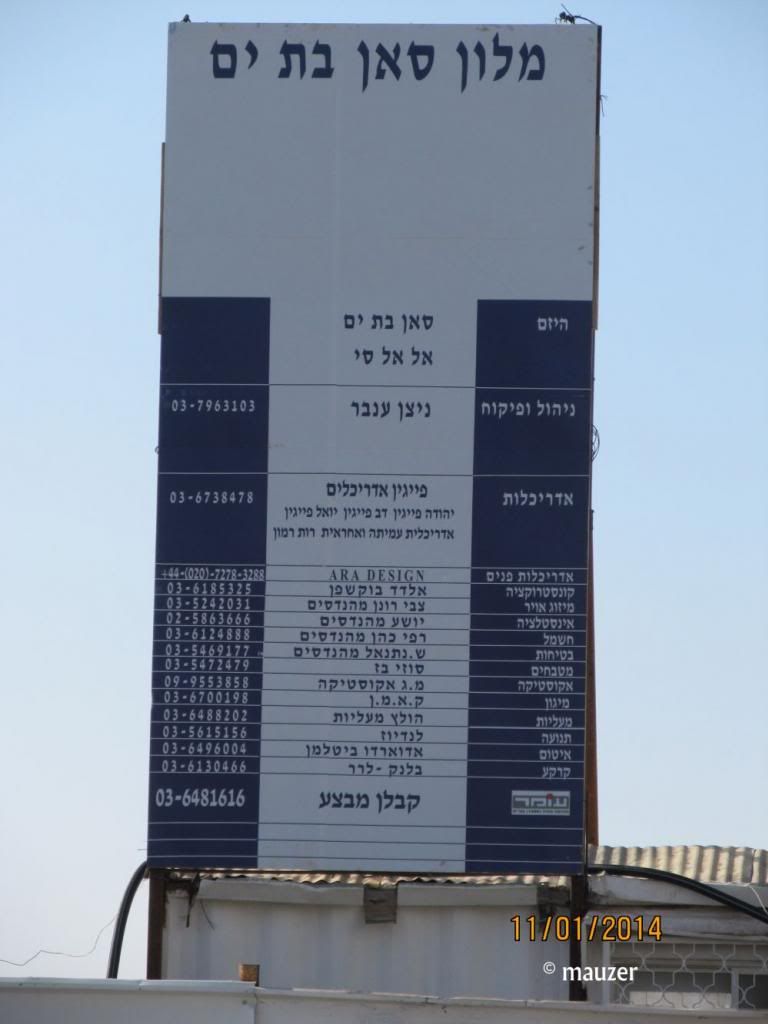 מלון סאן בת ים
היזם סאן בת ים
אל אל סי
ניהול ופיקוח ניצן ענבר 03-7963103
אדריכלות פייגין אדריכלים 03-6738478
יהודה פייגין דב פייגין יואל פייגין
אדריכלית עמיתה ואחראית רות רמון
אדריכלות פנים ARA DESIGN +44-(020)-7278-3288
קונסטרוקציה אלדד בוקשפן 03-6185325
מיזוג אויר צבי רונן מהנדסים 03-5242031
אינסטלציה יושע מהנדסים 02-5863666
חשמל רפי כהן מהנדסים 03-6124888
בטיחות ש.נתנאל מהנדסים 03-5469177
מטבחים סוזי בז 03-5472479
אקוסטיקה מ.ג אקוסטיקה 09-9553858
מיגון ק.א.מ.ן 03-6700198
מעליות הולץ מעליות 03-6488202
תנועה לנדיוז 03-5615156
איטום אדוארדו ביטלמן 03-6496004
קרקע בלנק -לרר 03-6130466
עומר קבלן מבצע 03-6481616
11/01/2014
© mauzer